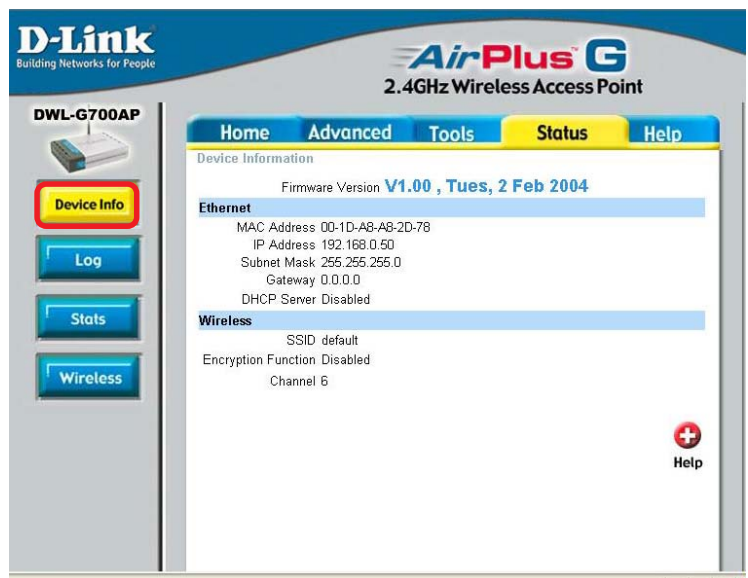 D-Link
Building Networks for People
AirPlus™ G
2.4GHz Wireless Access Point
DWL-G700AP
Home Advanced Tools Status Help
Device Info
Log
Stats
Wireless
Device Information
Firmware Version V1.00 , Tues, 2 Feb 2004
Ethernet
MAC Address 00-1D-A8-A8-2D-78
IP Address 192.168.0.50
Subnet Mask 255.255.255.0
Gateway 0.0.0.0
DHCP Server Disabled
Wireless
SSID default
Encryption Function Disabled
Channel 6
Help